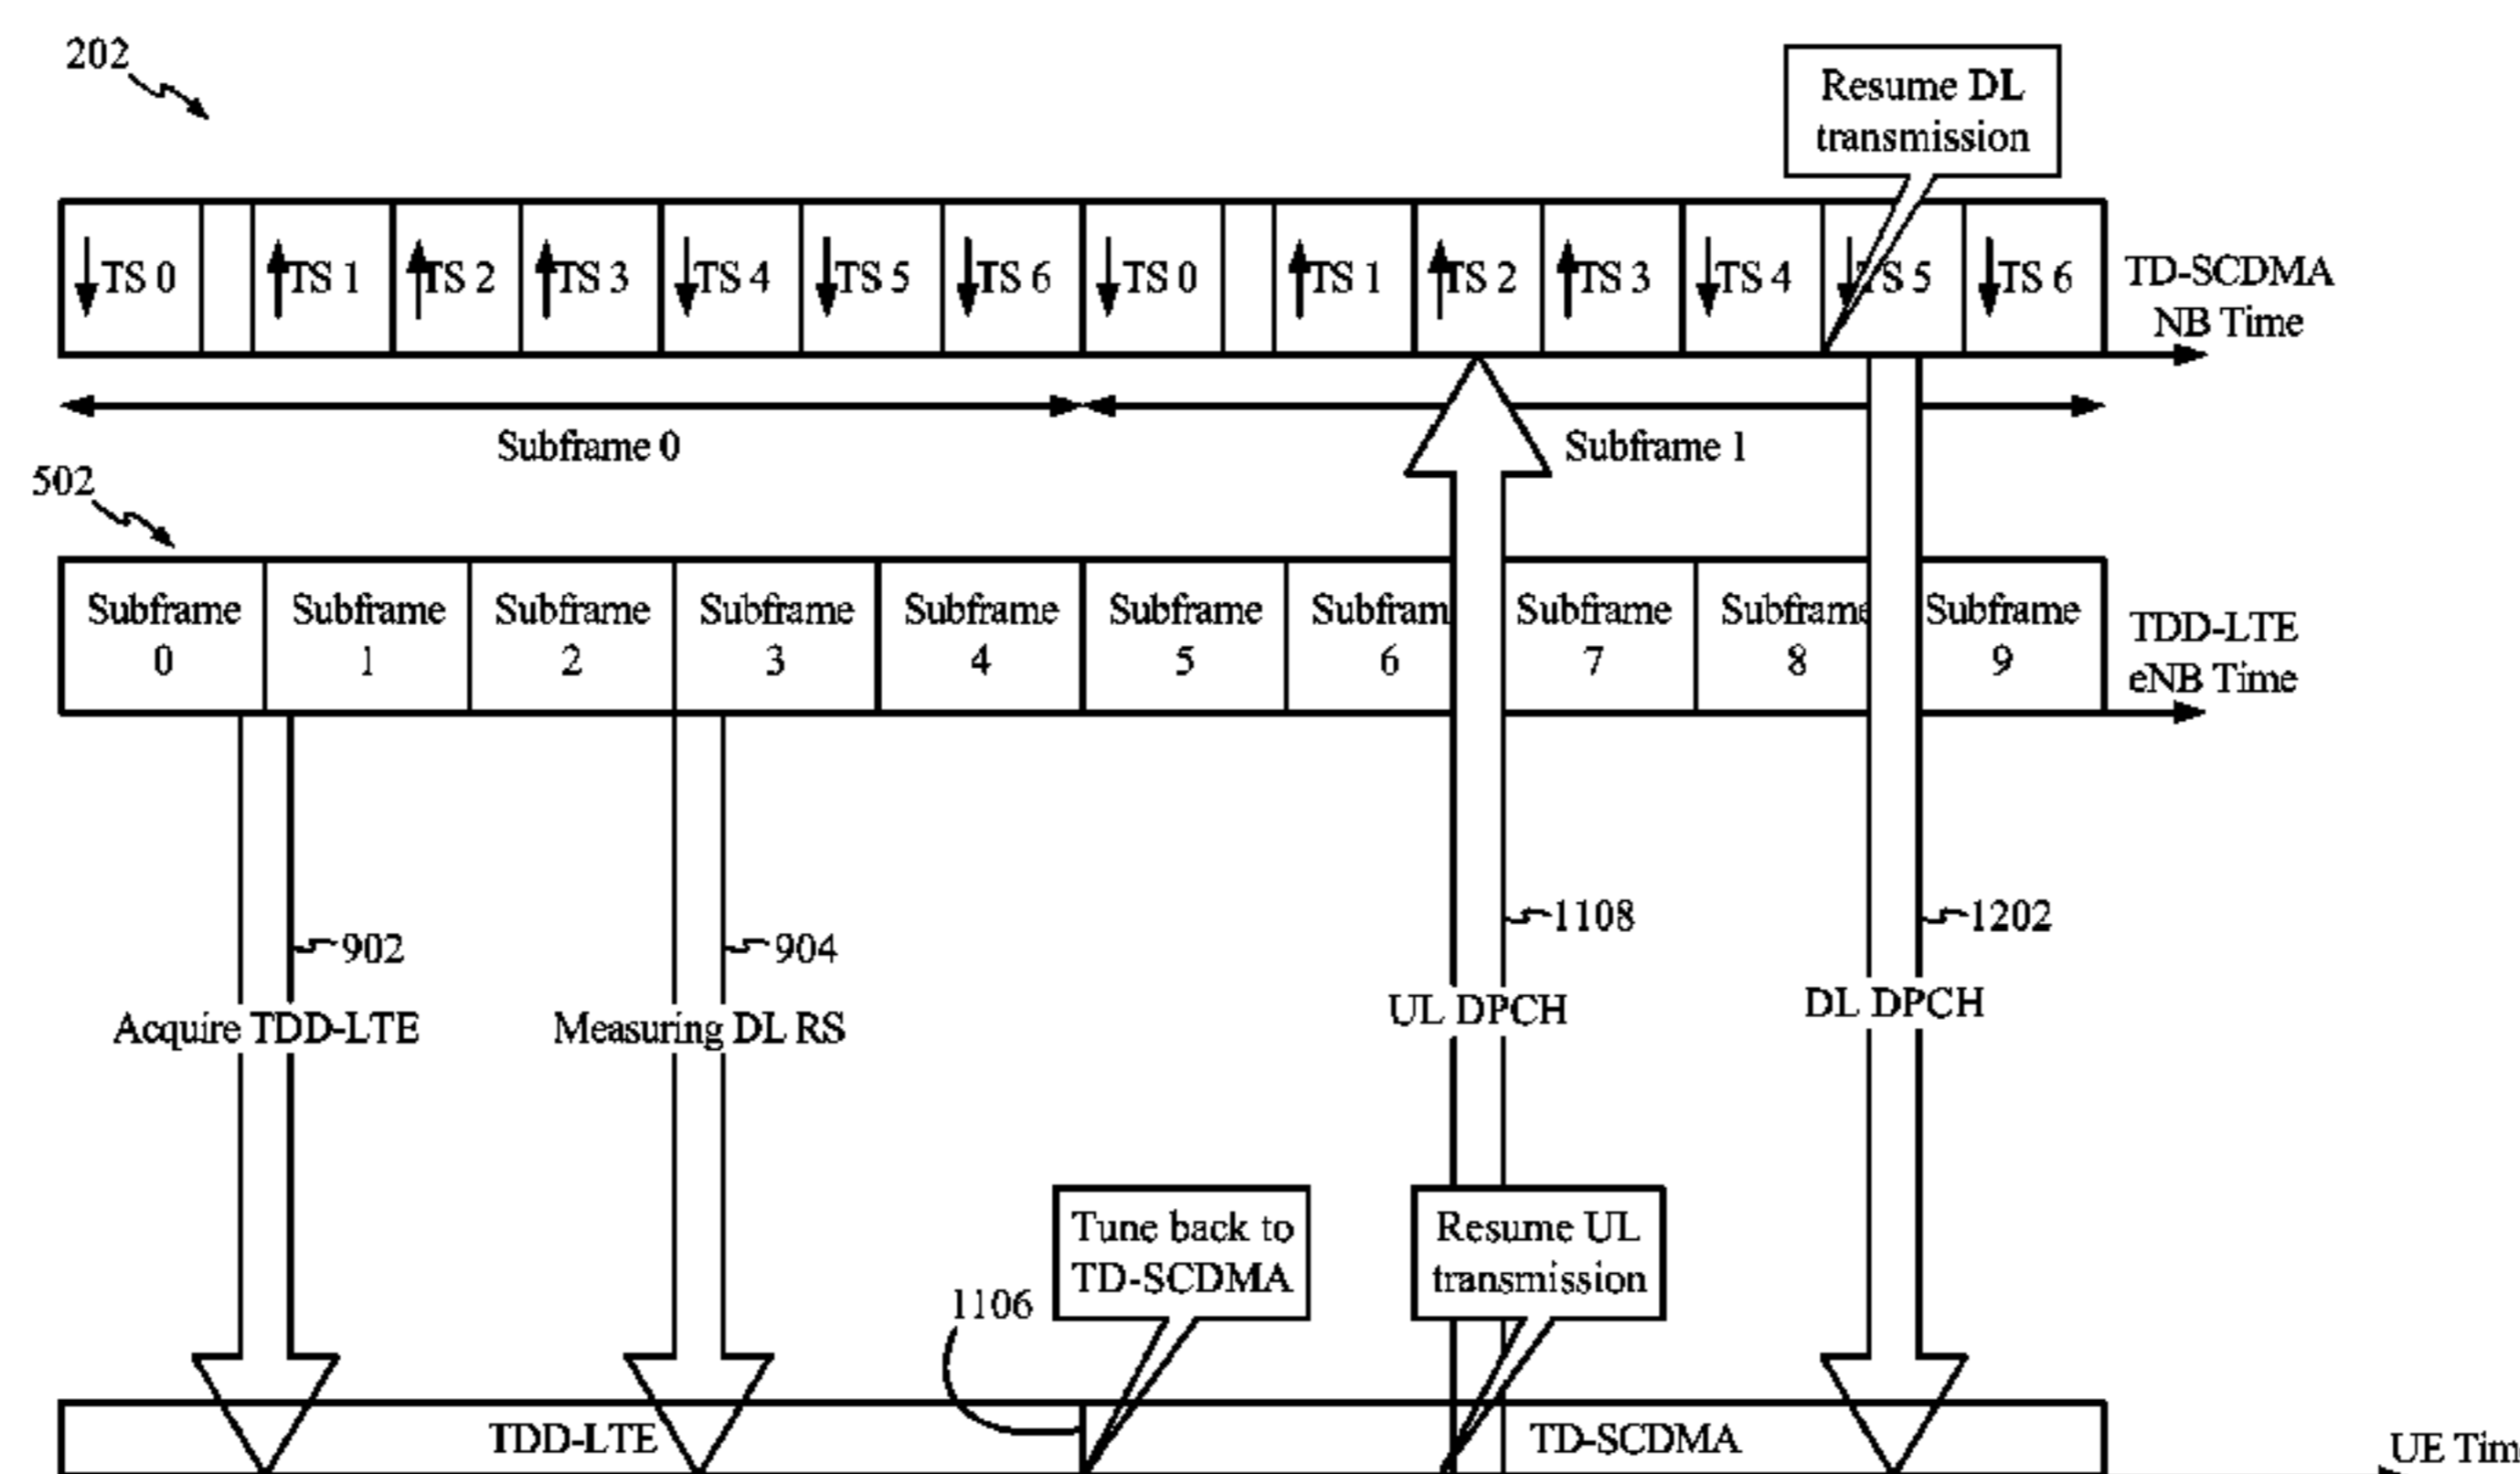 202
Resume DL
transmission
TS 0 TS 1 TS 2 TS 3 TS 4 TS 5 TS 6 TS 0 TS 1 TS 2 TS 3 TS 4 TS 5 TS 6
TD-SCDMA
NB Time
Subframe 0
Subframe 1
502
Subframe Subframe Subframe Subframe Subframe Subframe Subfram Subframe Subframe Subframe
0 1 2 3 4 5 6 7 8 9
TDD-LTE
eNB Time
902
904
1108
1202
Acquire TDD-LTE
Measuring DL RS
UL DPCH
DL DPCH
1106
Tune back to
TD-SCDMA
Resume UL
transmission
TDD-LTE
TD-SCDMA
UE Tim